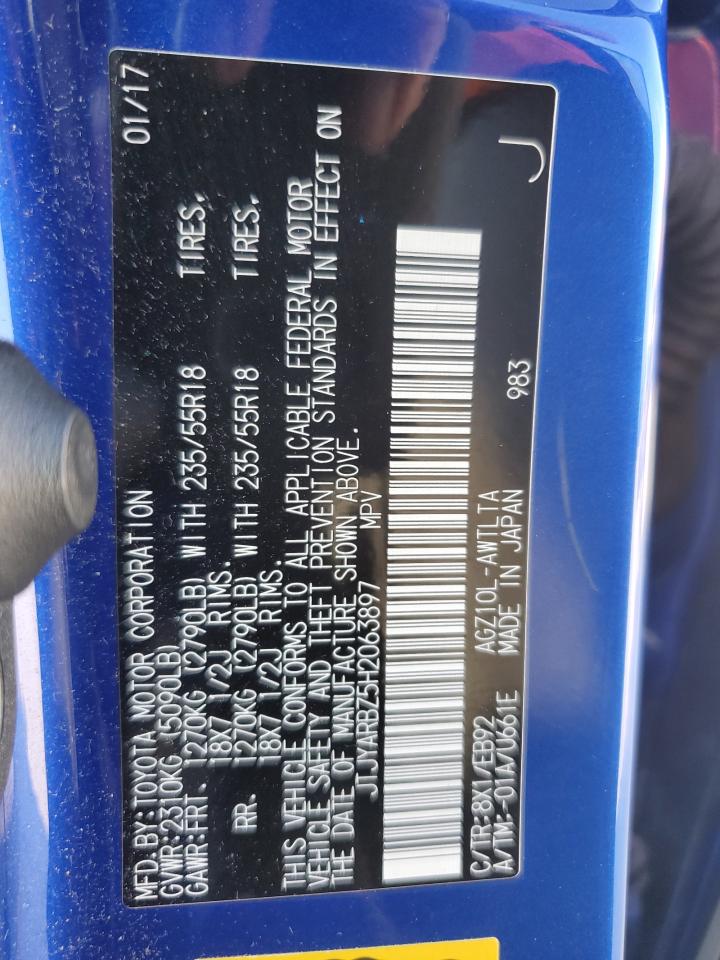 MFD. BY: TOYOTA MOTOR CORPORATION 01/17
GVWR: 2310KG (5090LB)
GAWR: FRT. 1270KG (2790LB) WITH 235/55R18 TIRES,
18X7 1/2J RIMS.
RR. 1270KG (2790LB) WITH 235/55R18 TIRES,
18X7 1/2J RIMS.
THIS VEHICLE CONFORMS TO ALL APPLICABLE FEDERAL MOTOR
VEHICLE SAFETY AND THEFT PREVENTION STANDARDS IN EFFECT ON
THE DATE OF MANUFACTURE SHOWN ABOVE.
JTJYARBZ5H2063897 MPV
C/TR: 8X1/EB92 AGZ10L-AWTLTA 983
A/TM: -01A/U661E MADE IN JAPAN
J